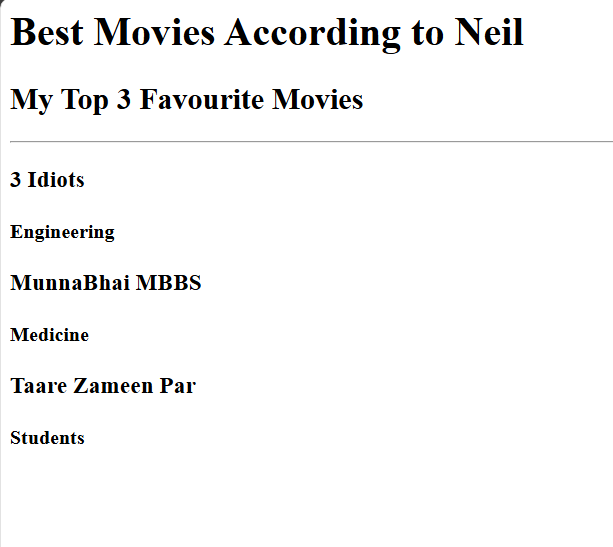 Best Movies According to Neil
My Top 3 Favourite Movies
3 Idiots
Engineering
MunnaBhai MBBS
Medicine
Taare Zameen Par
Students